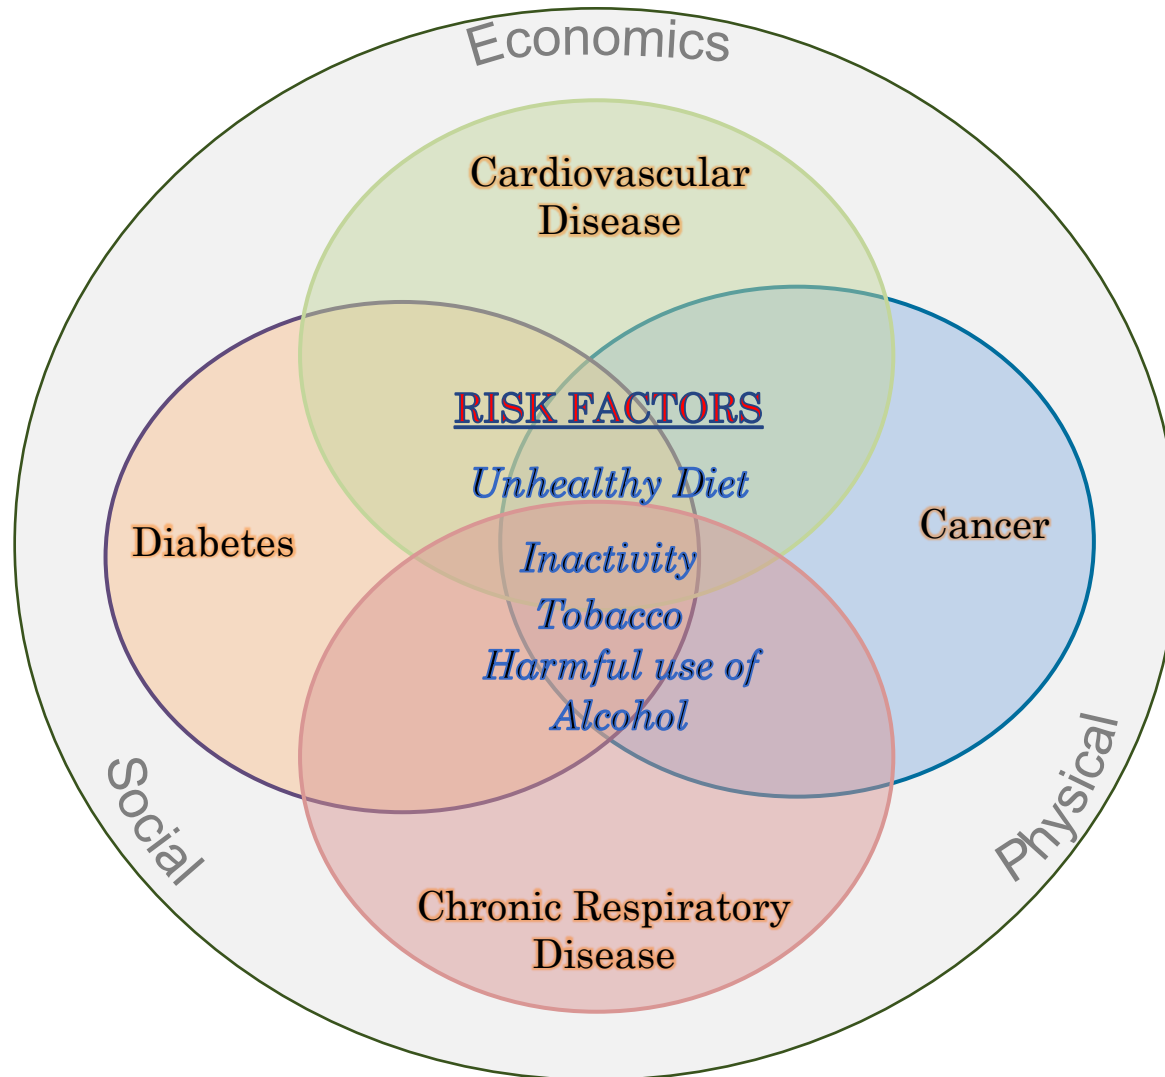 Economics
Cardiovascular
Disease
RISK FACTORS
Unhealthy Diet
Diabetes
Cancer
Inactivity
Tobacco
Harmful use of
Alcohol
Social
Physical
Chronic Respiratory
Disease